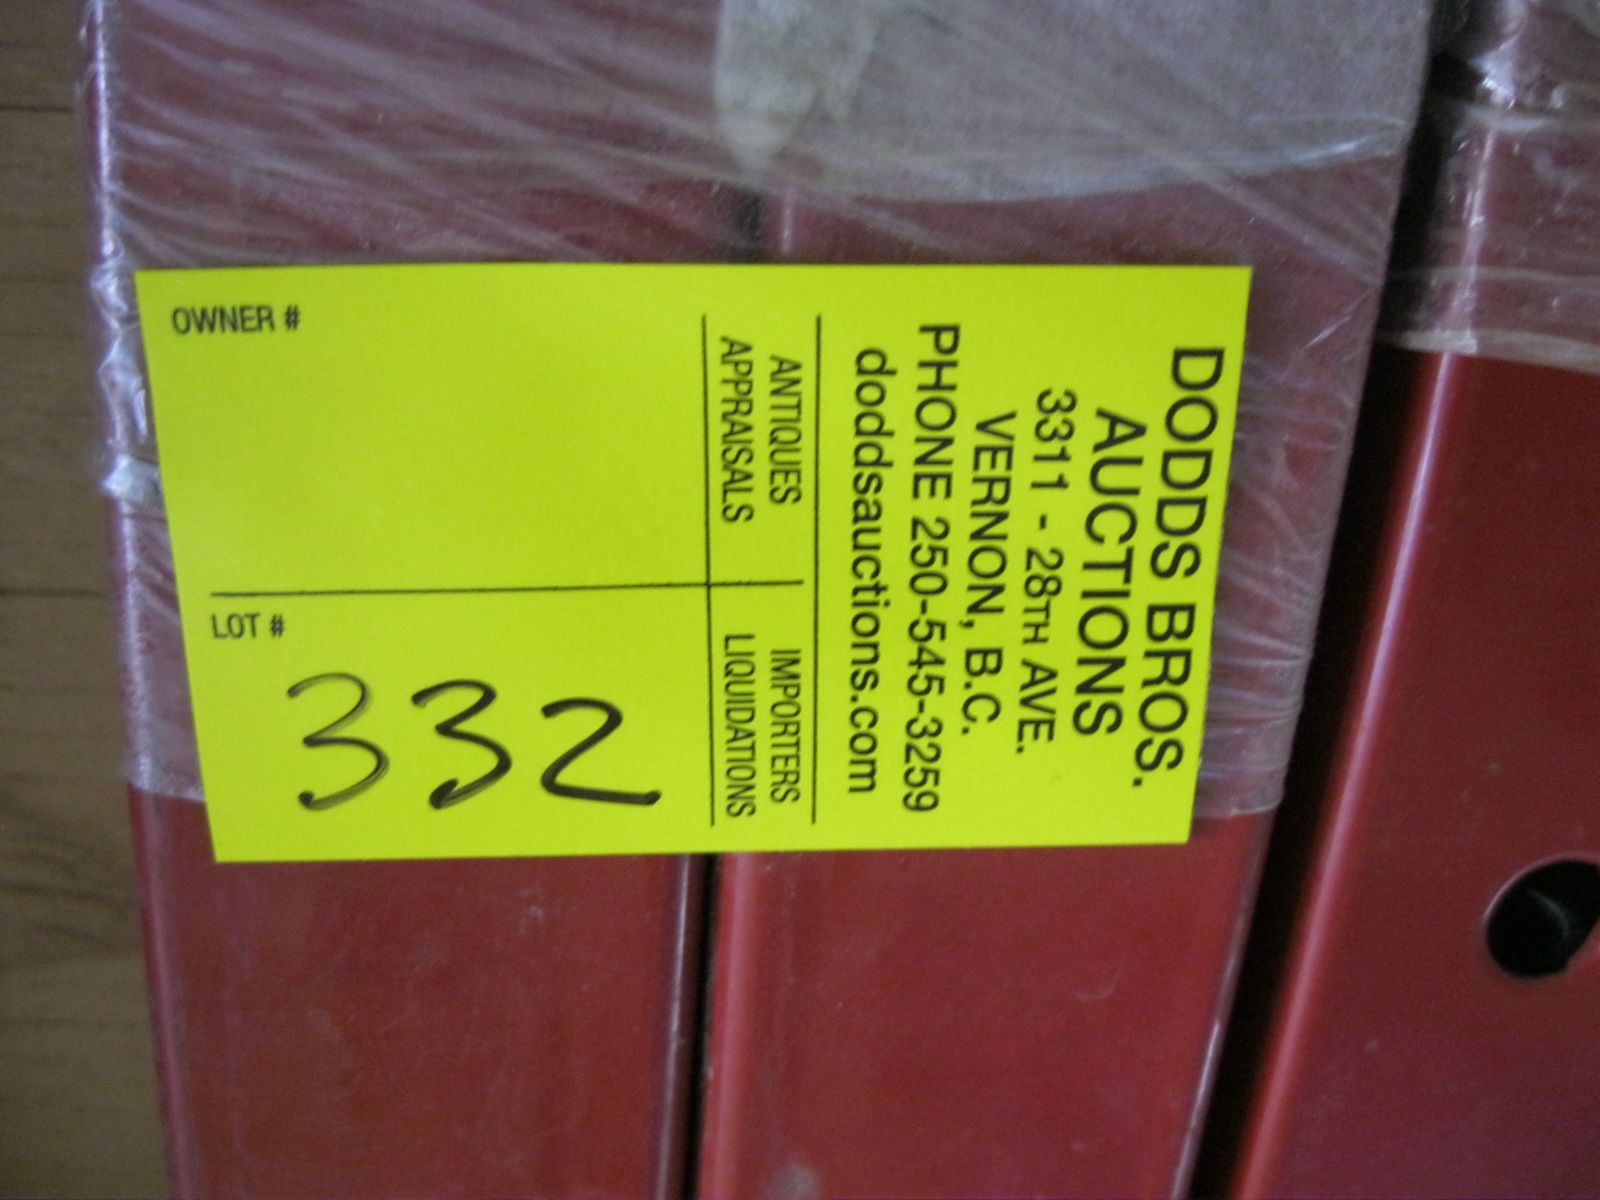 DODDS BROS.
AUCTIONS
3311 - 28TH AVE.
VERNON, B.C.
PHONE 250-545-3259
doddsauctions.com
ANTIQUES IMPORTERS
APPRAISALS LIQUIDATIONS
OWNER #
LOT #
332